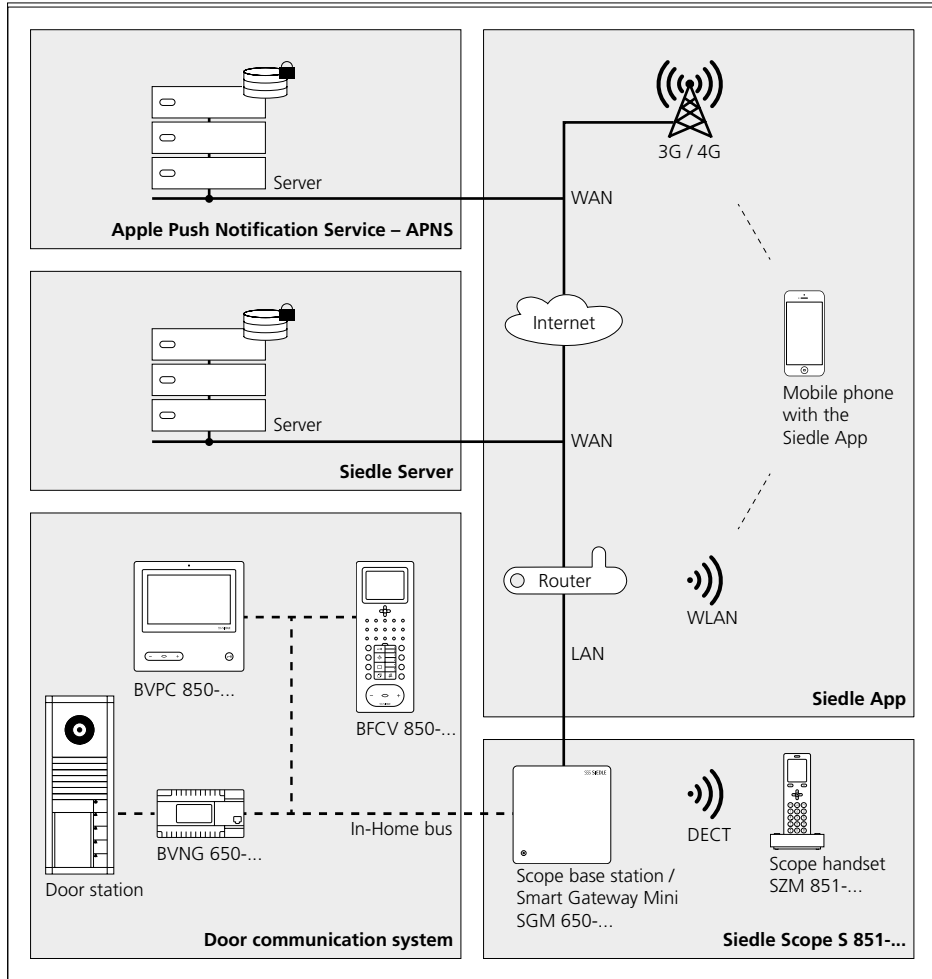 Server
Apple Push Notification Service – APNS
Server
Siedle Server
3G / 4G
WAN
Internet
Mobile phone
with the
Siedle App
WAN
Router
WLAN
LAN
Siedle App
BVPC 850-...
BFCV 850-...
BVNG 650-...
In-Home bus
Door station
Door communication system
SSS SIEDLE
DECT
Scope base station /
Smart Gateway Mini
SGM 650-...
Scope handset
SZM 851-...
Siedle Scope S 851-...